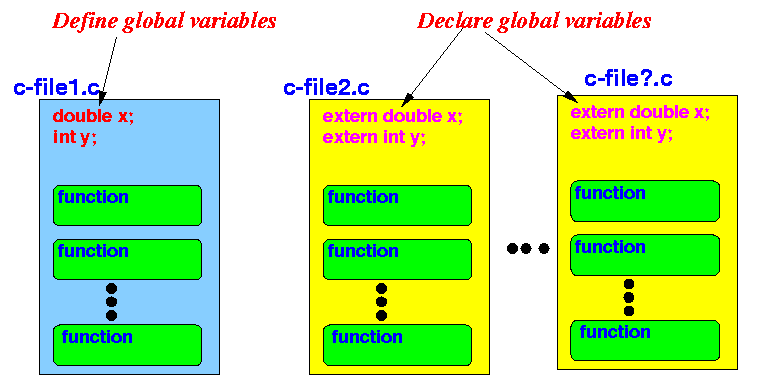 Define global variables
Declare global variables
c-file1.c
double x;
int y;
function
function
function
c-file2.c
extern double x;
extern int y;
function
function
function
c-file?.c
extern double x;
extern int y;
function
function
function